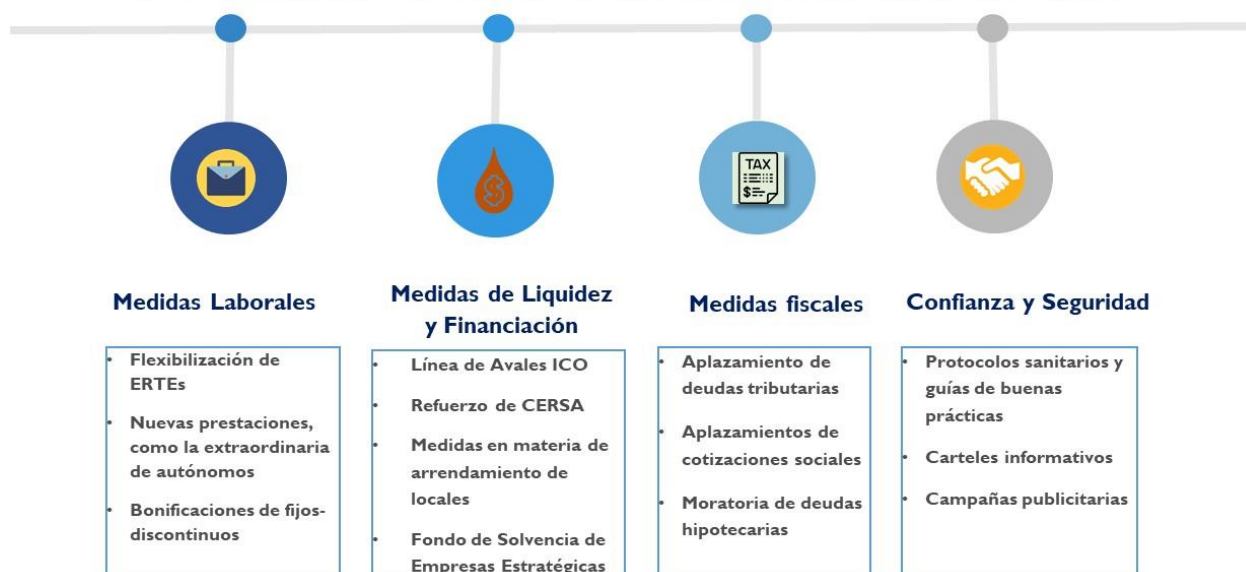 TAX
$
$
Medidas Laborales
Flexibilización de
ERTEs
Nuevas prestaciones,
como la extraordinaria
de autónomos
Bonificaciones de fijos-
discontinuos
Medidas de Liquidez
y Financiación
Línea de Avales ICO
Refuerzo de CERSA
Medidas en materia de
arrendamiento de
locales
Fondo de Solvencia de
Empresas Estratégicas
Medidas fiscales
Aplazamiento de
deudas tributarias
Aplazamientos de
cotizaciones sociales
Moratoria de deudas
hipotecarias
Confianza y Seguridad
Protocolos sanitarios y
guías de buenas
prácticas
Carteles informativos
Campañas publicitarias